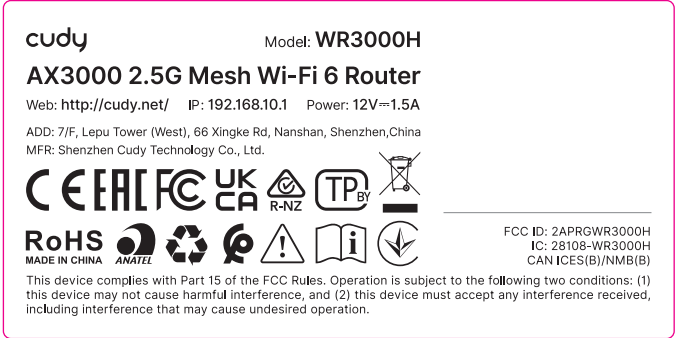 cudy Model: WR3000H
AX3000 2.5G Mesh Wi-Fi 6 Router
Web: http://cudy.net/ IP: 192.168.10.1 Power: 12V⎓1.5A
ADD: 7/F, Lepu Tower (West), 66 Xingke Rd, Nanshan, Shenzhen,China
MFR: Shenzhen Cudy Technology Co., Ltd.
CE EAC FC UK CA R-NZ TP BY
RoHS
MADE IN CHINA ANATEL
FCC ID: 2APRGWR3000H
IC: 28108-WR3000H
CAN ICES(B)/NMB(B)
This device complies with Part 15 of the FCC Rules. Operation is subject to the following two conditions: (1)
this device may not cause harmful interference, and (2) this device must accept any interference received,
including interference that may cause undesired operation.